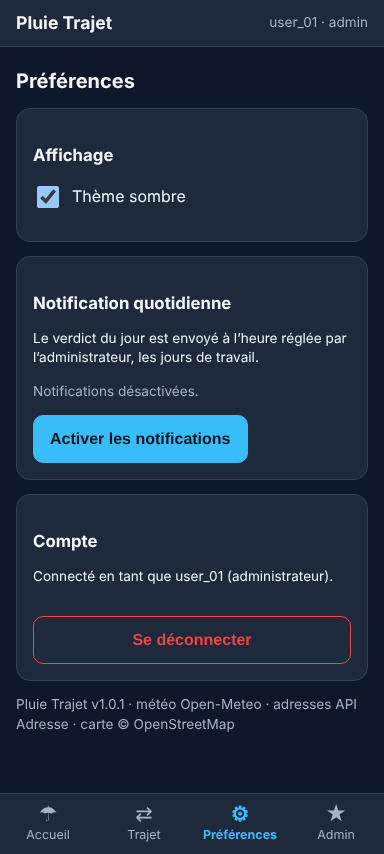 Pluie Trajet
user_01 · admin
Préférences
Affichage
Thème sombre
Notification quotidienne
Le verdict du jour est envoyé à l’heure réglée par
l’administrateur, les jours de travail.
Notifications désactivées.
Activer les notifications
Compte
Connecté en tant que user_01 (administrateur).
Se déconnecter
Pluie Trajet v1.0.1 · météo Open-Meteo · adresses API
Adresse · carte © OpenStreetMap
Accueil
Trajet
Préférences
Admin